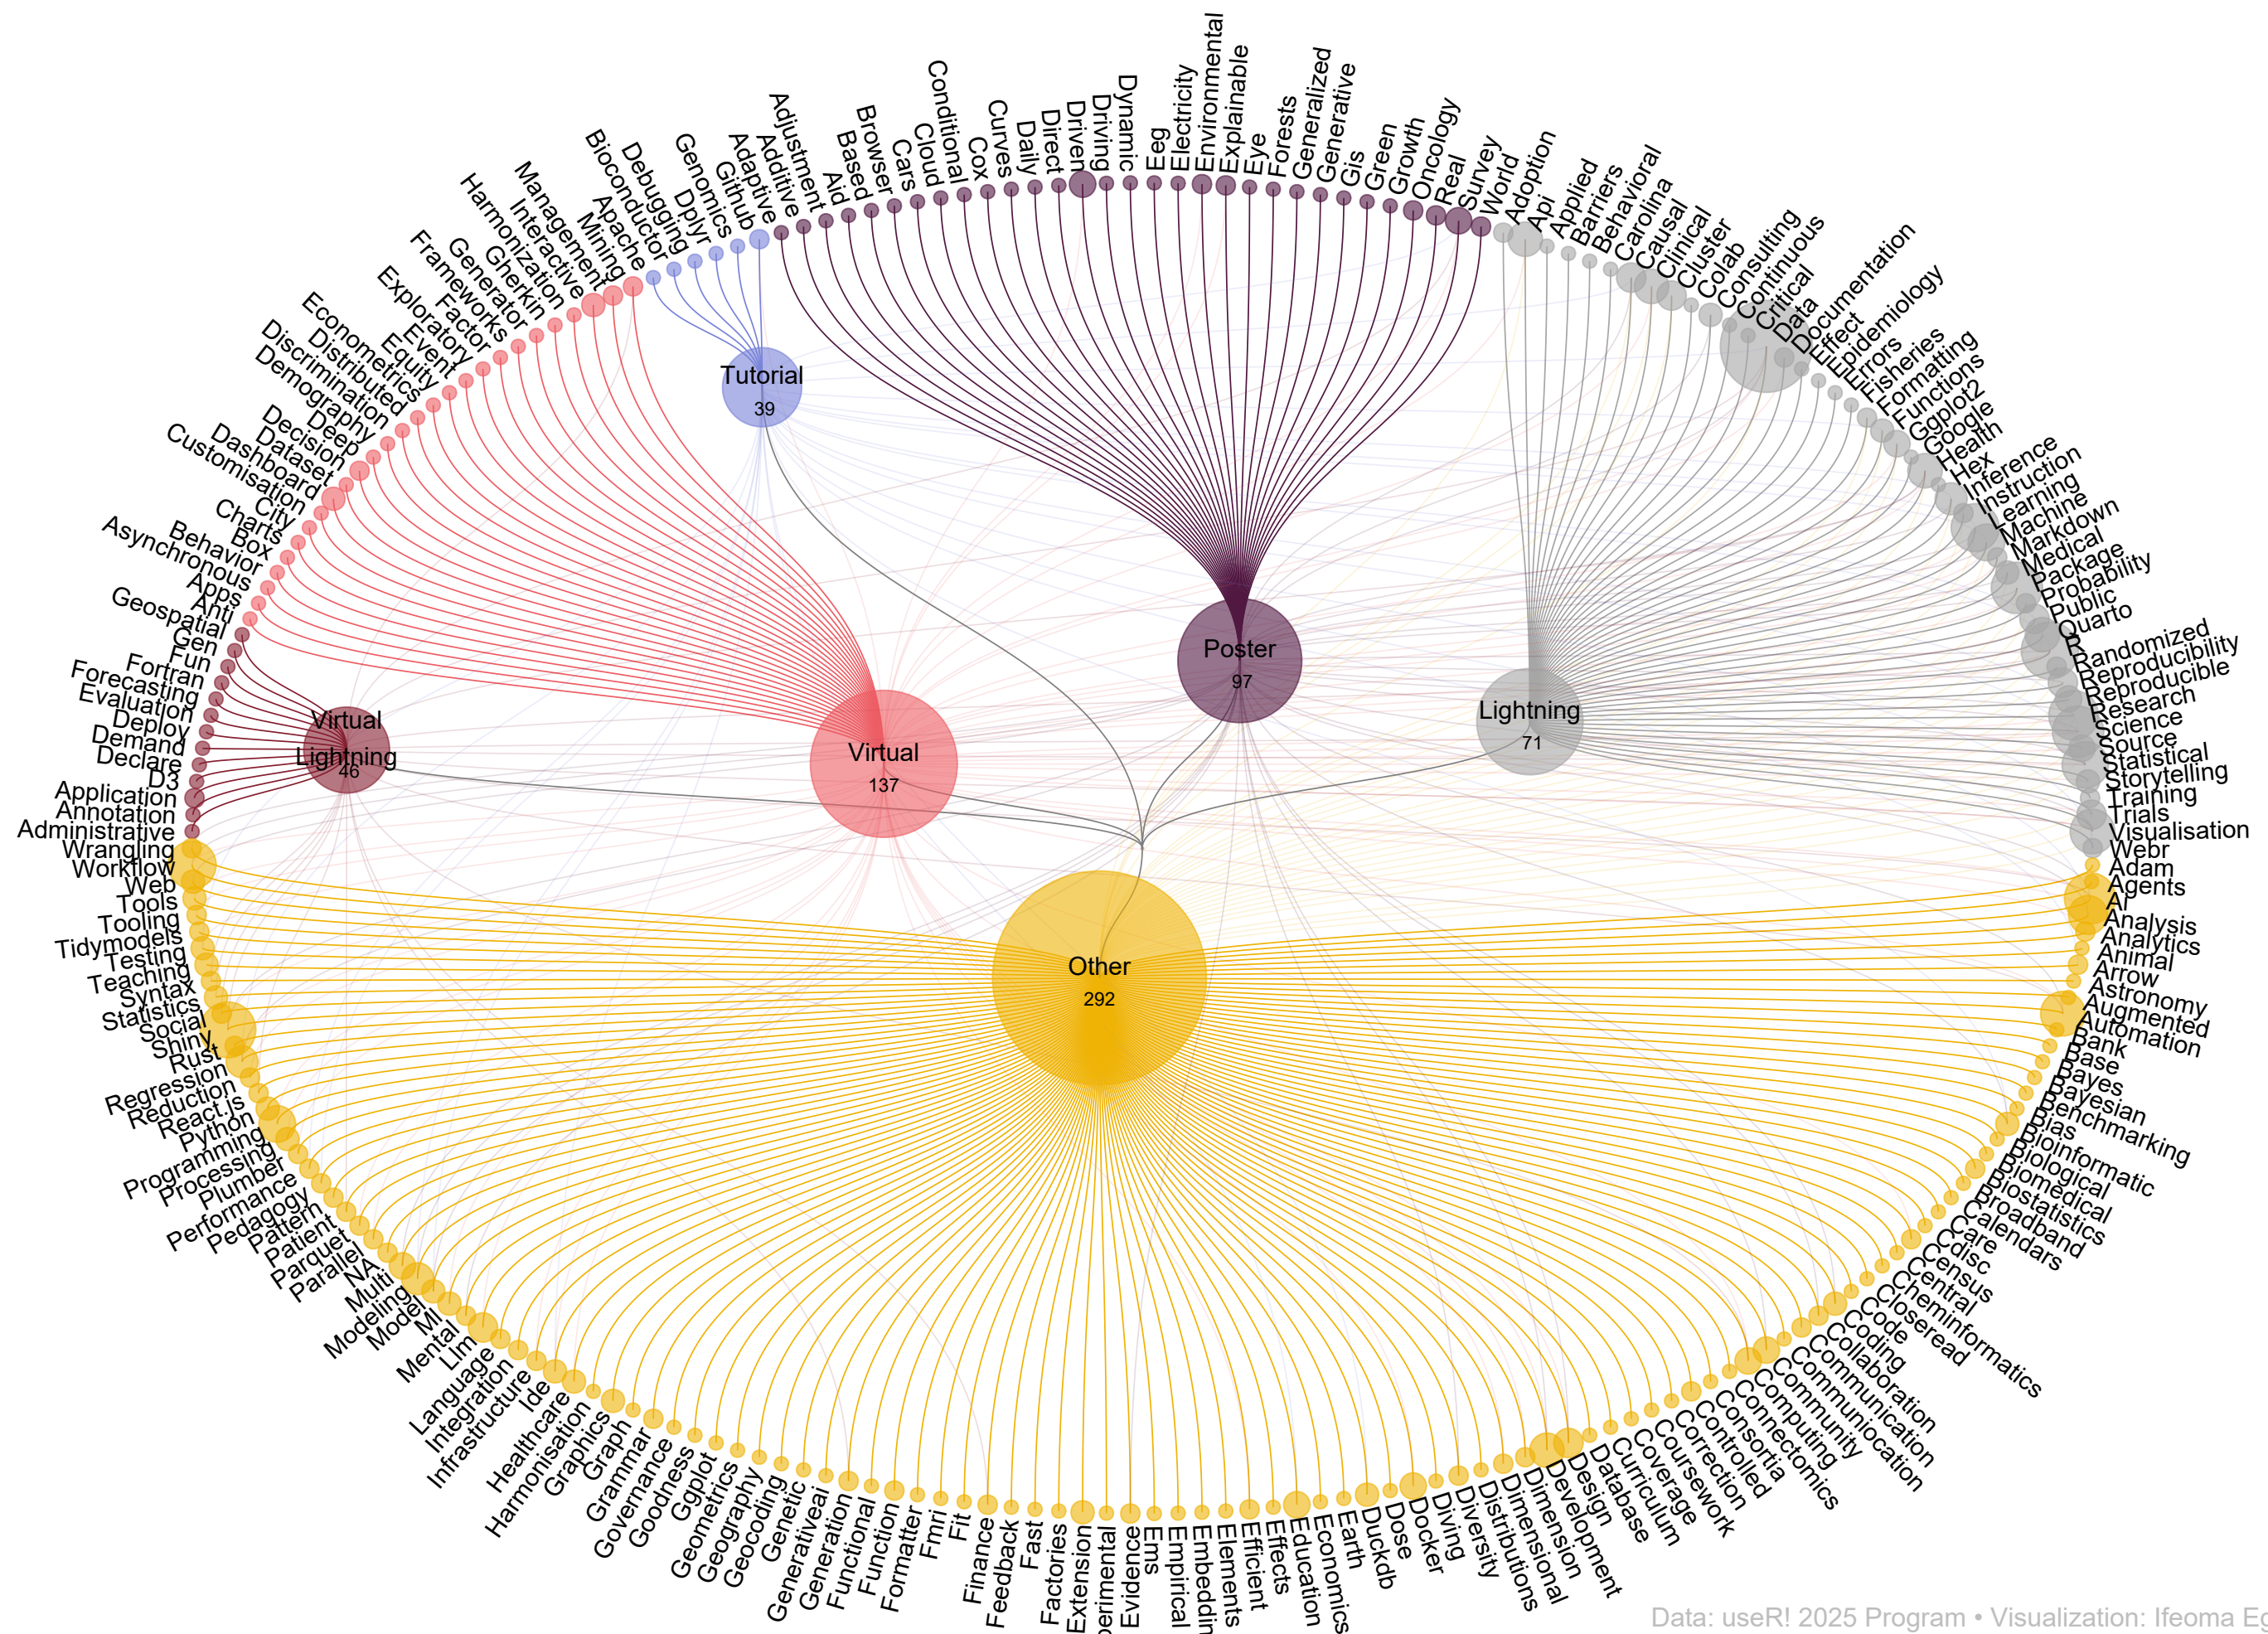 Adaptive
Additive
Adjustment
Aid
Based
Browser
Cars
Cloud
Conditional
Cox
Curves
Daily
Direct
Driven
Driving
Dynamic
Eeg
Electricity
Environmental
Explainable
Eye
Forests
Generalized
Generative
Gis
Green
Growth
Oncology
Real
Survey
World
Adoption
Api
Applied
Barriers
Behavioral
Carolina
Causal
Clinical
Cluster
Colab
Consulting
Continuous
Critical
Data
Documentation
Effect
Epidemiology
Errors
Fisheries
Formatting
Functions
Ggplot2
Google
Health
Hex
Inference
Instruction
Learning
Machine
Markdown
Medical
Package
Probability
Public
Quarto
R
Randomized
Reproducibility
Reproducible
Research
Science
Source
Statistical
Storytelling
Training
Trials
Visualisation
Webr
Adam
Agents
AI
Analysis
Analytics
Animal
Arrow
Astronomy
Augmented
Automation
Bank
Base
Bayes
Bayesian
Benchmarking
Bias
Bioinformatic
Biological
Biomedical
Biostatistics
Broadband
Calendars
Care
Cdisc
Census
Central
Cheminformatics
Closeread
Code
Coding
Collaboration
Communication
Communication
Community
Computing
Connectomics
Consortia
Controlled
Correction
Coursework
Coverage
Curriculum
Database
Design
Development
Dimension
Dimensional
Distributions
Diversity
Diving
Docker
Dose
Duckdb
Earth
Economics
Education
Effects
Efficient
Elements
Empirical
Ems
Evidence
Extension
Factories
Fast
Feedback
Finance
Fit
Fmri
Formatter
Function
Functional
Generation
Generativeai
Genetic
Geocoding
Geography
Geometrics
Ggplot
Goodness
Governance
Grammar
Graph
Graphics
Harmonisation
Healthcare
Ide
Infrastructure
Integration
Language
Llm
Mental
Ml
Model
Modeling
Multi
NA
Parallel
Parquet
Patient
Pattern
Pedagogy
Performance
Plumber
Processing
Programming
Python
React.js
Reduction
Regression
Rust
Shiny
Social
Statistics
Syntax
Teaching
Testing
Tidymodels
Tooling
Tools
Web
Workflow
Wrangling
Administrative
Annotation
Application
D3
Declare
Demand
Deploy
Evaluation
Forecasting
Fortran
Fun
Gen
Geospatial
Anti
Apps
Asynchronous
Behavior
Box
Charts
City
Customisation
Dashboard
Dataset
Decision
Deep
Demography
Discrimination
Distributed
Econometrics
Equity
Event
Exploratory
Factor
Frameworks
Generator
Gherkin
Harmonization
Interactive
Management
Mining
Apache
Bioconductor
Debugging
Dplyr
Genomics
Github
Tutorial
39
Poster
97
Lightning
71
Virtual
Lightning
46
Virtual
137
Other
292
Data: useR! 2025 Program • Visualization: Ifeoma